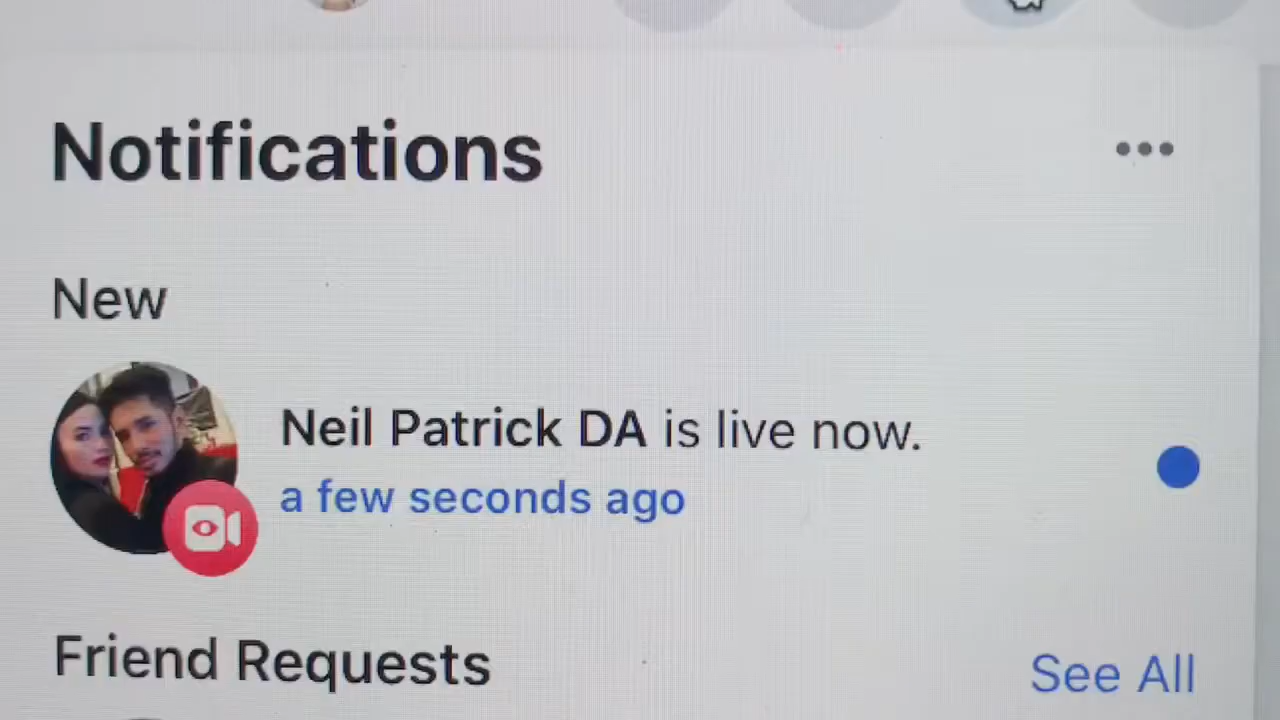 Notifications
New
Neil Patrick DA is live now.
a few seconds ago
Friend Requests
See All